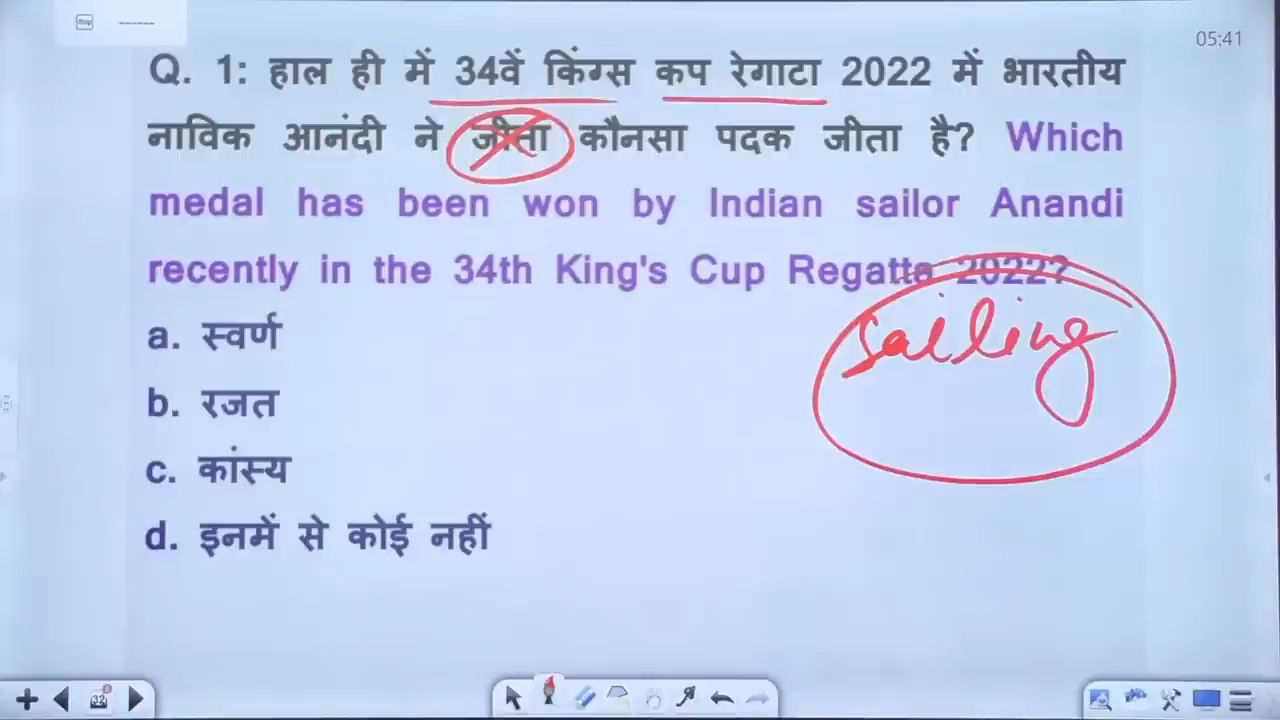 05:41
Q. 1: हाल ही में 34वें किंग्स कप रेगाटा 2022 में भारतीय
नाविक आनंदी ने जीता कौनसा पदक जीता है? Which
medal has been won by Indian sailor Anandi
recently in the 34th King's Cup Regatta 2022?
sailing
a. स्वर्ण
b. रजत
c. कांस्य
d. इनमें से कोई नहीं
32